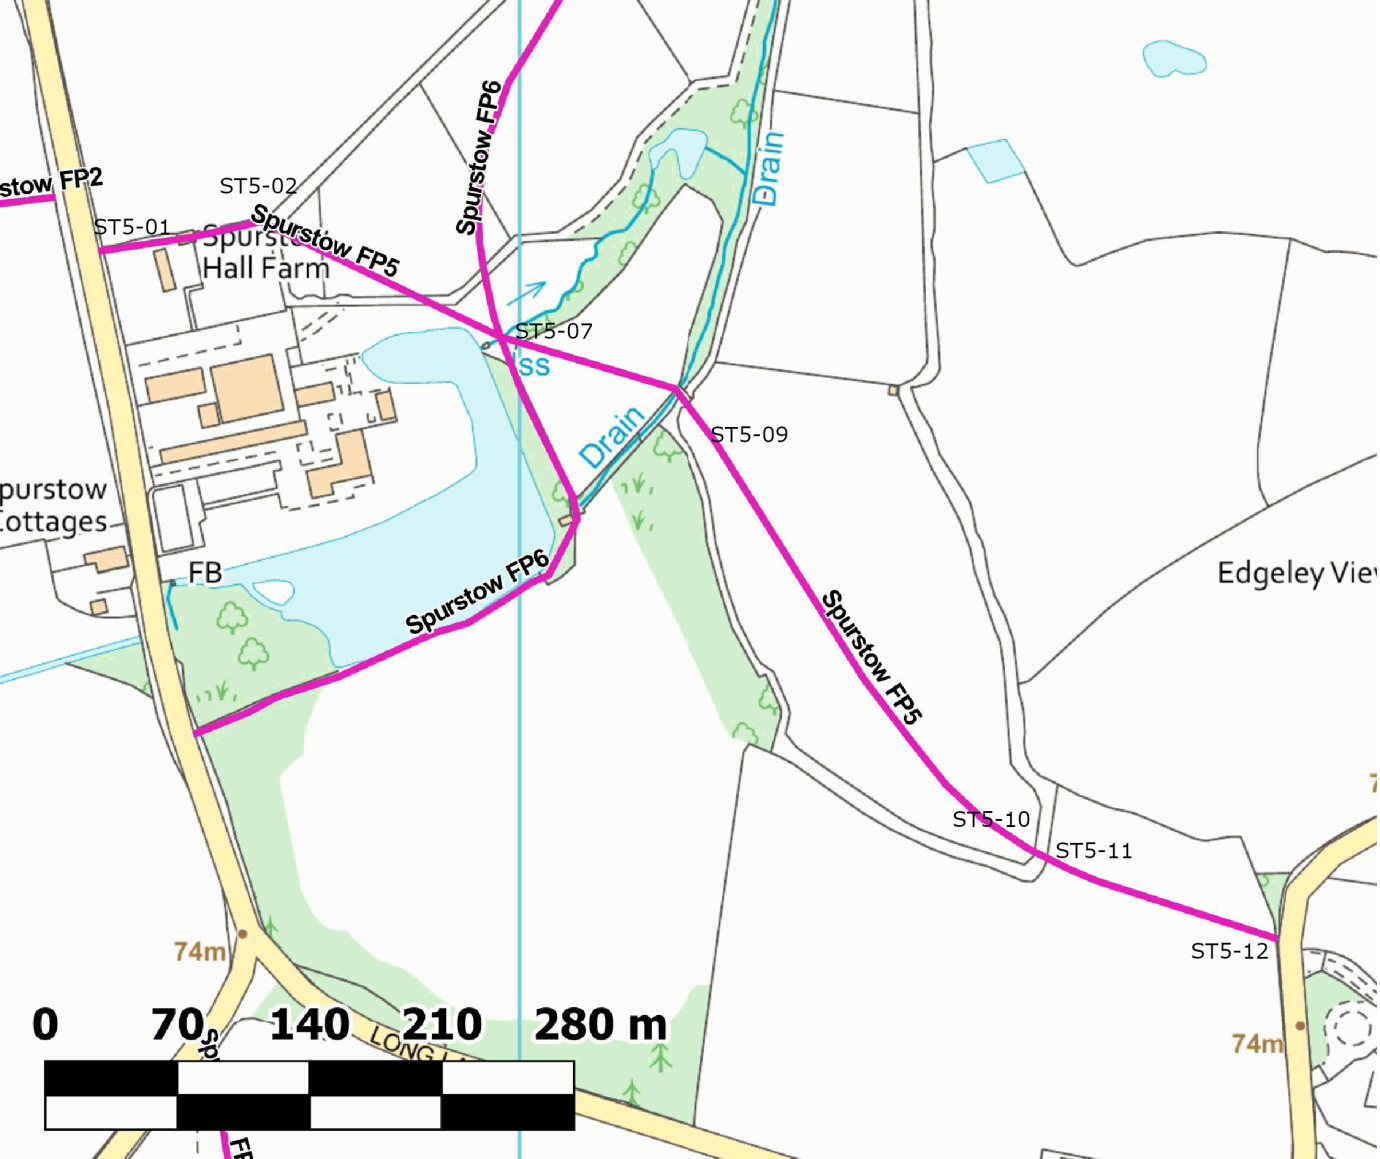 Spurstow FP6
Drain
stow FP2
ST5-02
ST5-01
Spurstow FP5
Hall Farm
ST5-07
Iss
Drain
ST5-09
purstow
Cottages
FB
Spurstow FP6
Edgeley View
Spurstow FP5
ST5-10
ST5-11
ST5-12
74m
74m
0 70 140 210 280 m
LONG LA